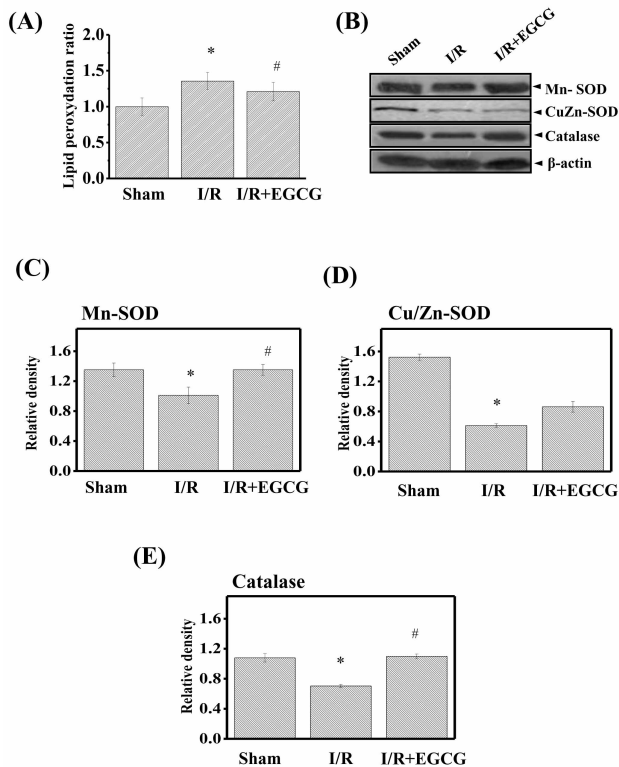 (A)
Lipid peroxydation ratio
2.0
1.5
1.0
0.5
0.0
*
#
Sham I/R I/R+EGCG
(B)
Sham I/R I/R+EGCG
Mn- SOD
CuZn-SOD
Catalase
β-actin
(C)
Mn-SOD
Relative density
1.6
1.2
0.8
0.4
0.0
*
#
Sham I/R I/R+EGCG
(D)
Cu/Zn-SOD
Relative density
1.6
1.2
0.8
0.4
0.0
*
Sham I/R I/R+EGCG
(E)
Catalase
Relative density
1.6
1.2
0.8
0.4
0.0
*
#
Sham I/R I/R+EGCG